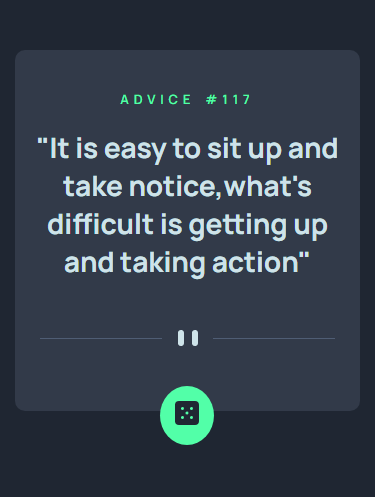 ADVICE #117
"It is easy to sit up and
take notice,what's
difficult is getting up
and taking action"